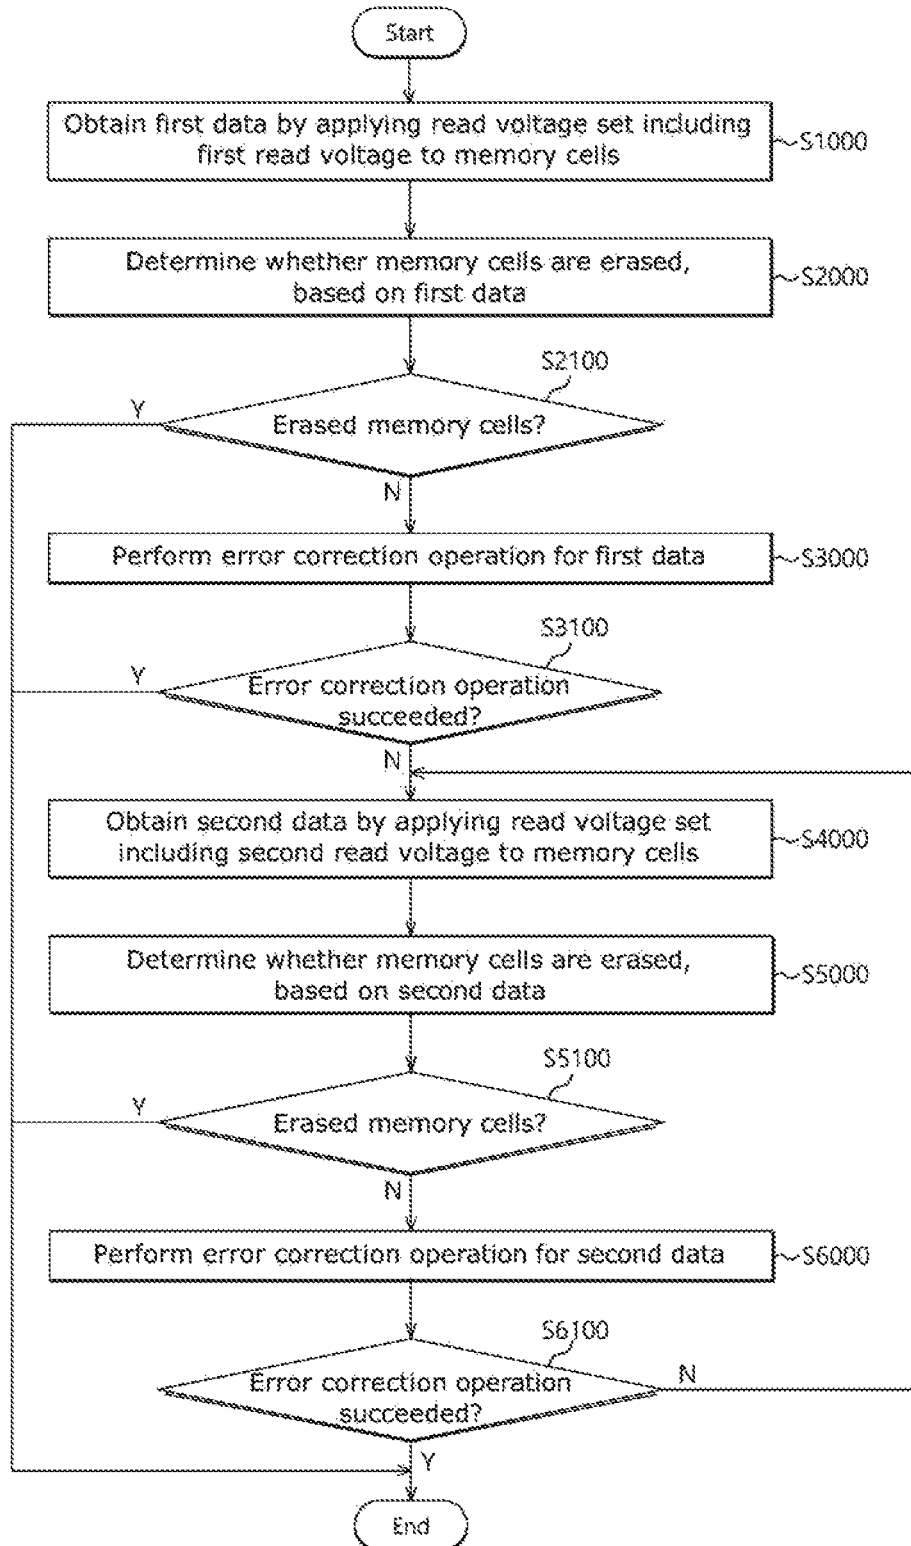 Start
Obtain first data by applying read voltage set including
first read voltage to memory cells
S1000
Determine whether memory cells are erased,
based on first data
S2000
S2100
Y
Erased memory cells?
N
Perform error correction operation for first data
S3000
S3100
Y
Error correction operation
succeeded?
N
Obtain second data by applying read voltage set
including second read voltage to memory cells
S4000
Determine whether memory cells are erased,
based on second data
S5000
S5100
Y
Erased memory cells?
N
Perform error correction operation for second data
S6000
S6100
Error correction operation
succeeded?
N
Y
End